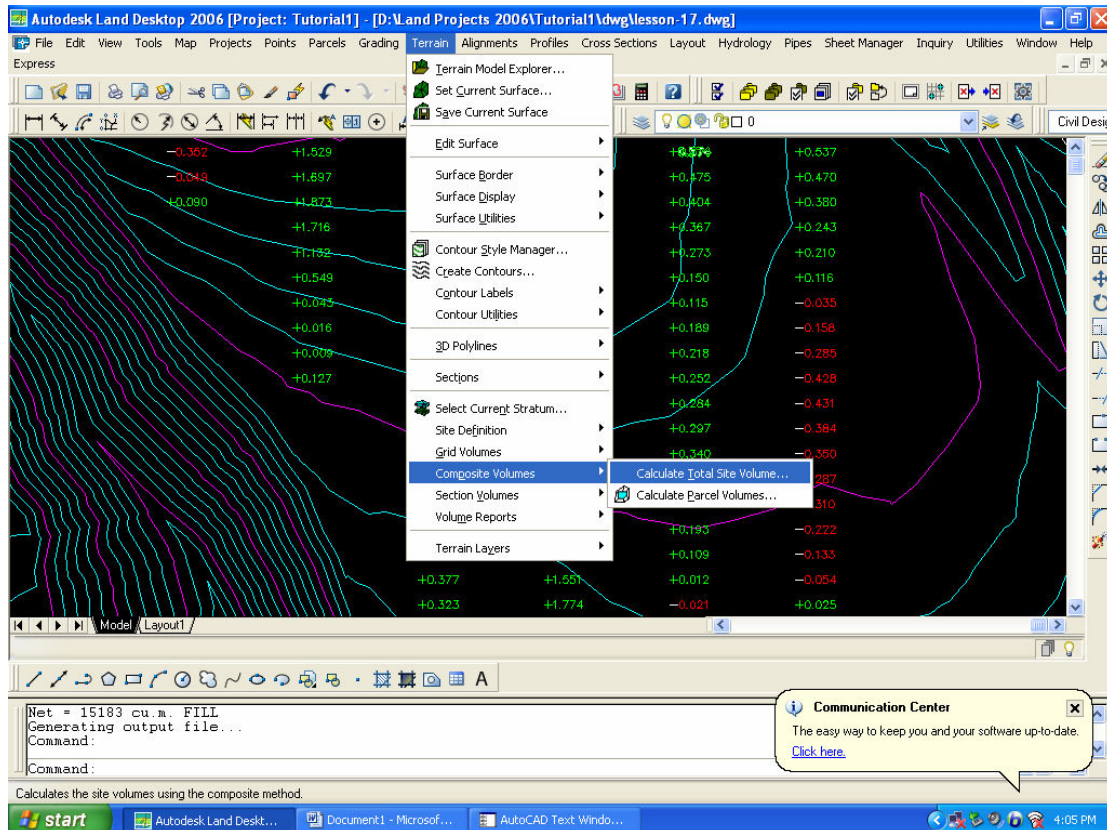 Autodesk Land Desktop 2006 [Project: Tutorial1] - [D:\Land Projects 2006\Tutorial1\dwg\lesson-17.dwg]
File Edit View Tools Map Projects Points Parcels Grading Terrain Alignments Profiles Cross Sections Layout Hydrology Pipes Sheet Manager Inquiry Utilities Window Help
Express
0
Civil Desig
Terrain Model Explorer...
Set Current Surface...
Save Current Surface
Edit Surface
Surface Border
Surface Display
Surface Utilities
Contour Style Manager...
Create Contours...
Contour Labels
Contour Utilities
3D Polylines
Sections
Select Current Stratum...
Site Definition
Grid Volumes
Composite Volumes
Section Volumes
Volume Reports
Terrain Layers
Calculate Total Site Volume...
Calculate Parcel Volumes...
-0.362 +1.529 +0.537
-0.049 +1.697 +0.475 +0.470
+0.090 +1.873 +0.404 +0.380
+1.716 +0.367 +0.243
+1.132 +0.273 +0.210
+0.549 +0.150 +0.116
+0.043 +0.115 -0.035
+0.016 +0.189 -0.158
+0.009 +0.218 -0.285
+0.127 +0.252 -0.428
+0.284 -0.431
+0.297 -0.384
+0.340 -0.350
287
310
+0.193 -0.222
+0.109 -0.133
+0.377 +1.551 +0.012 -0.054
+0.323 +1.774 -0.021 +0.025
Model Layout1
A
Net = 15183 cu.m. FILL
Generating output file...
Command:
Command:
Communication Center
The easy way to keep you and your software up-to-date.
Click here.
Calculates the site volumes using the composite method.
start Autodesk Land Deskt... Document1 - Microsof... AutoCAD Text Windo... 4:05 PM